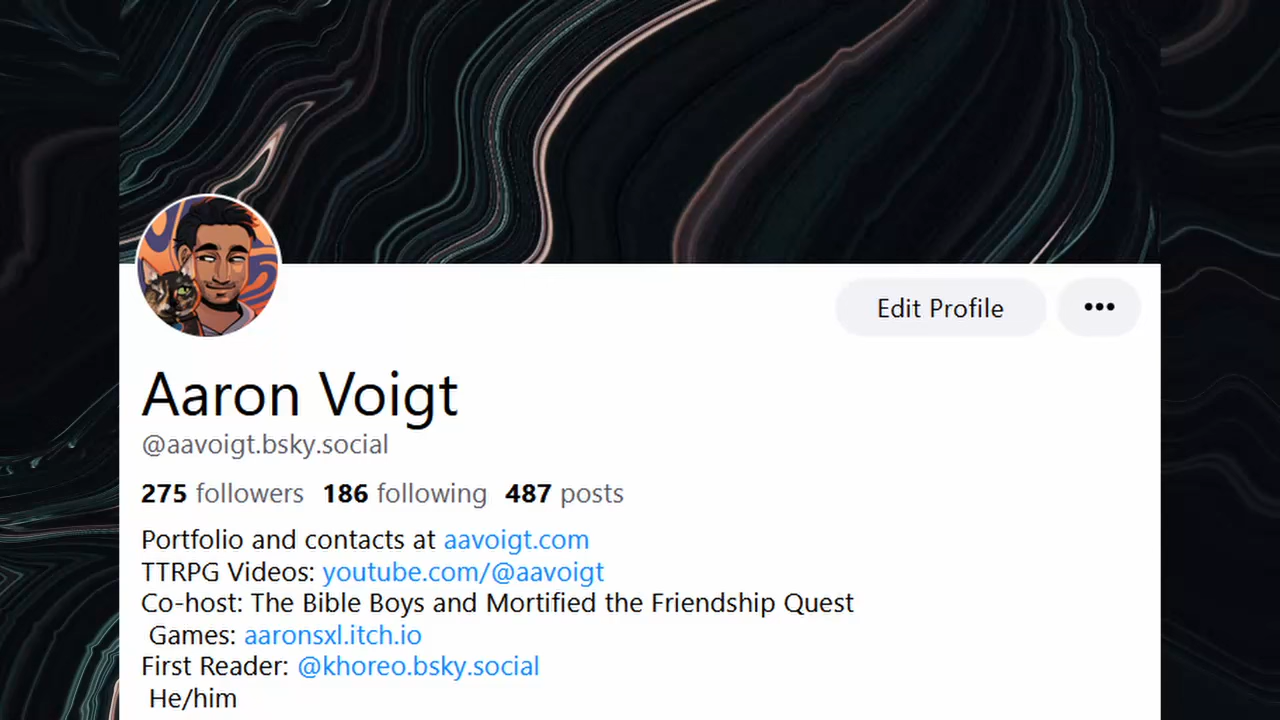 Edit Profile
Aaron Voigt
@aavoigt.bsky.social
275 followers 186 following 487 posts
Portfolio and contacts at aavoigt.com
TTRPG Videos: youtube.com/@aavoigt
Co-host: The Bible Boys and Mortified the Friendship Quest
Games: aaronsxl.itch.io
First Reader: @khoreo.bsky.social
He/him